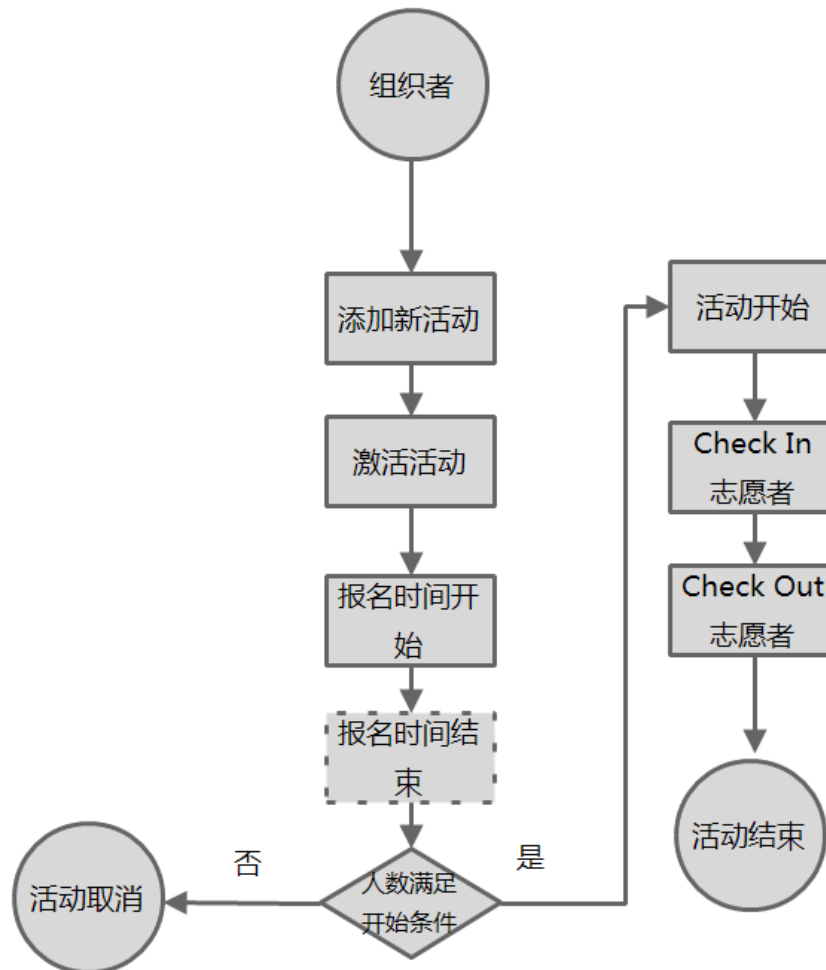 组织者
添加新活动
激活活动
报名时间开
始
报名时间结
束
人数满足
开始条件
否
活动取消
是
活动开始
Check In
志愿者
Check Out
志愿者
活动结束